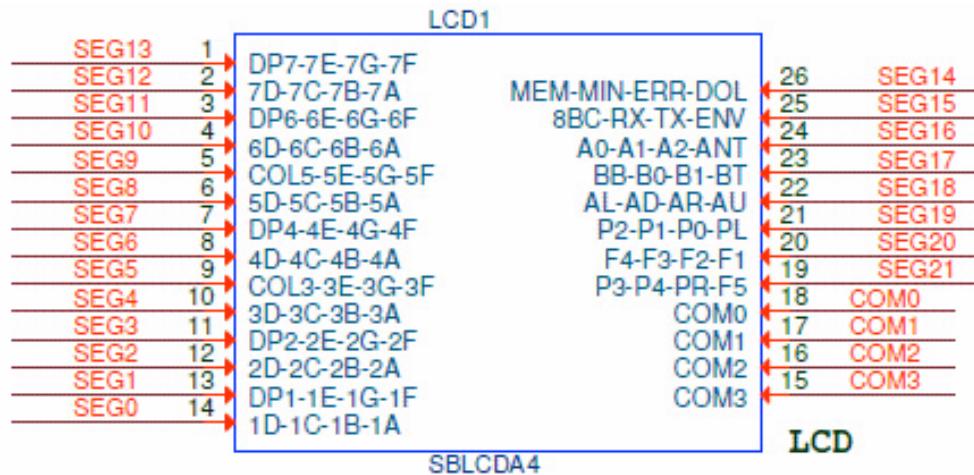 LCD1
SEG13 1 DP7-7E-7G-7F
SEG12 2 7D-7C-7B-7A
SEG11 3 DP6-6E-6G-6F
SEG10 4 6D-6C-6B-6A
SEG9 5 COL5-5E-5G-5F
SEG8 6 5D-5C-5B-5A
SEG7 7 DP4-4E-4G-4F
SEG6 8 4D-4C-4B-4A
SEG5 9 COL3-3E-3G-3F
SEG4 10 3D-3C-3B-3A
SEG3 11 DP2-2E-2G-2F
SEG2 12 2D-2C-2B-2A
SEG1 13 DP1-1E-1G-1F
SEG0 14 1D-1C-1B-1A
MEM-MIN-ERR-DOL 26 SEG14
8BC-RX-TX-ENV 25 SEG15
A0-A1-A2-ANT 24 SEG16
BB-B0-B1-BT 23 SEG17
AL-AD-AR-AU 22 SEG18
P2-P1-P0-PL 21 SEG19
F4-F3-F2-F1 20 SEG20
P3-P4-PR-F5 19 SEG21
COM0 18 COM0
COM1 17 COM1
COM2 16 COM2
COM3 15 COM3
LCD
SBLCDA4